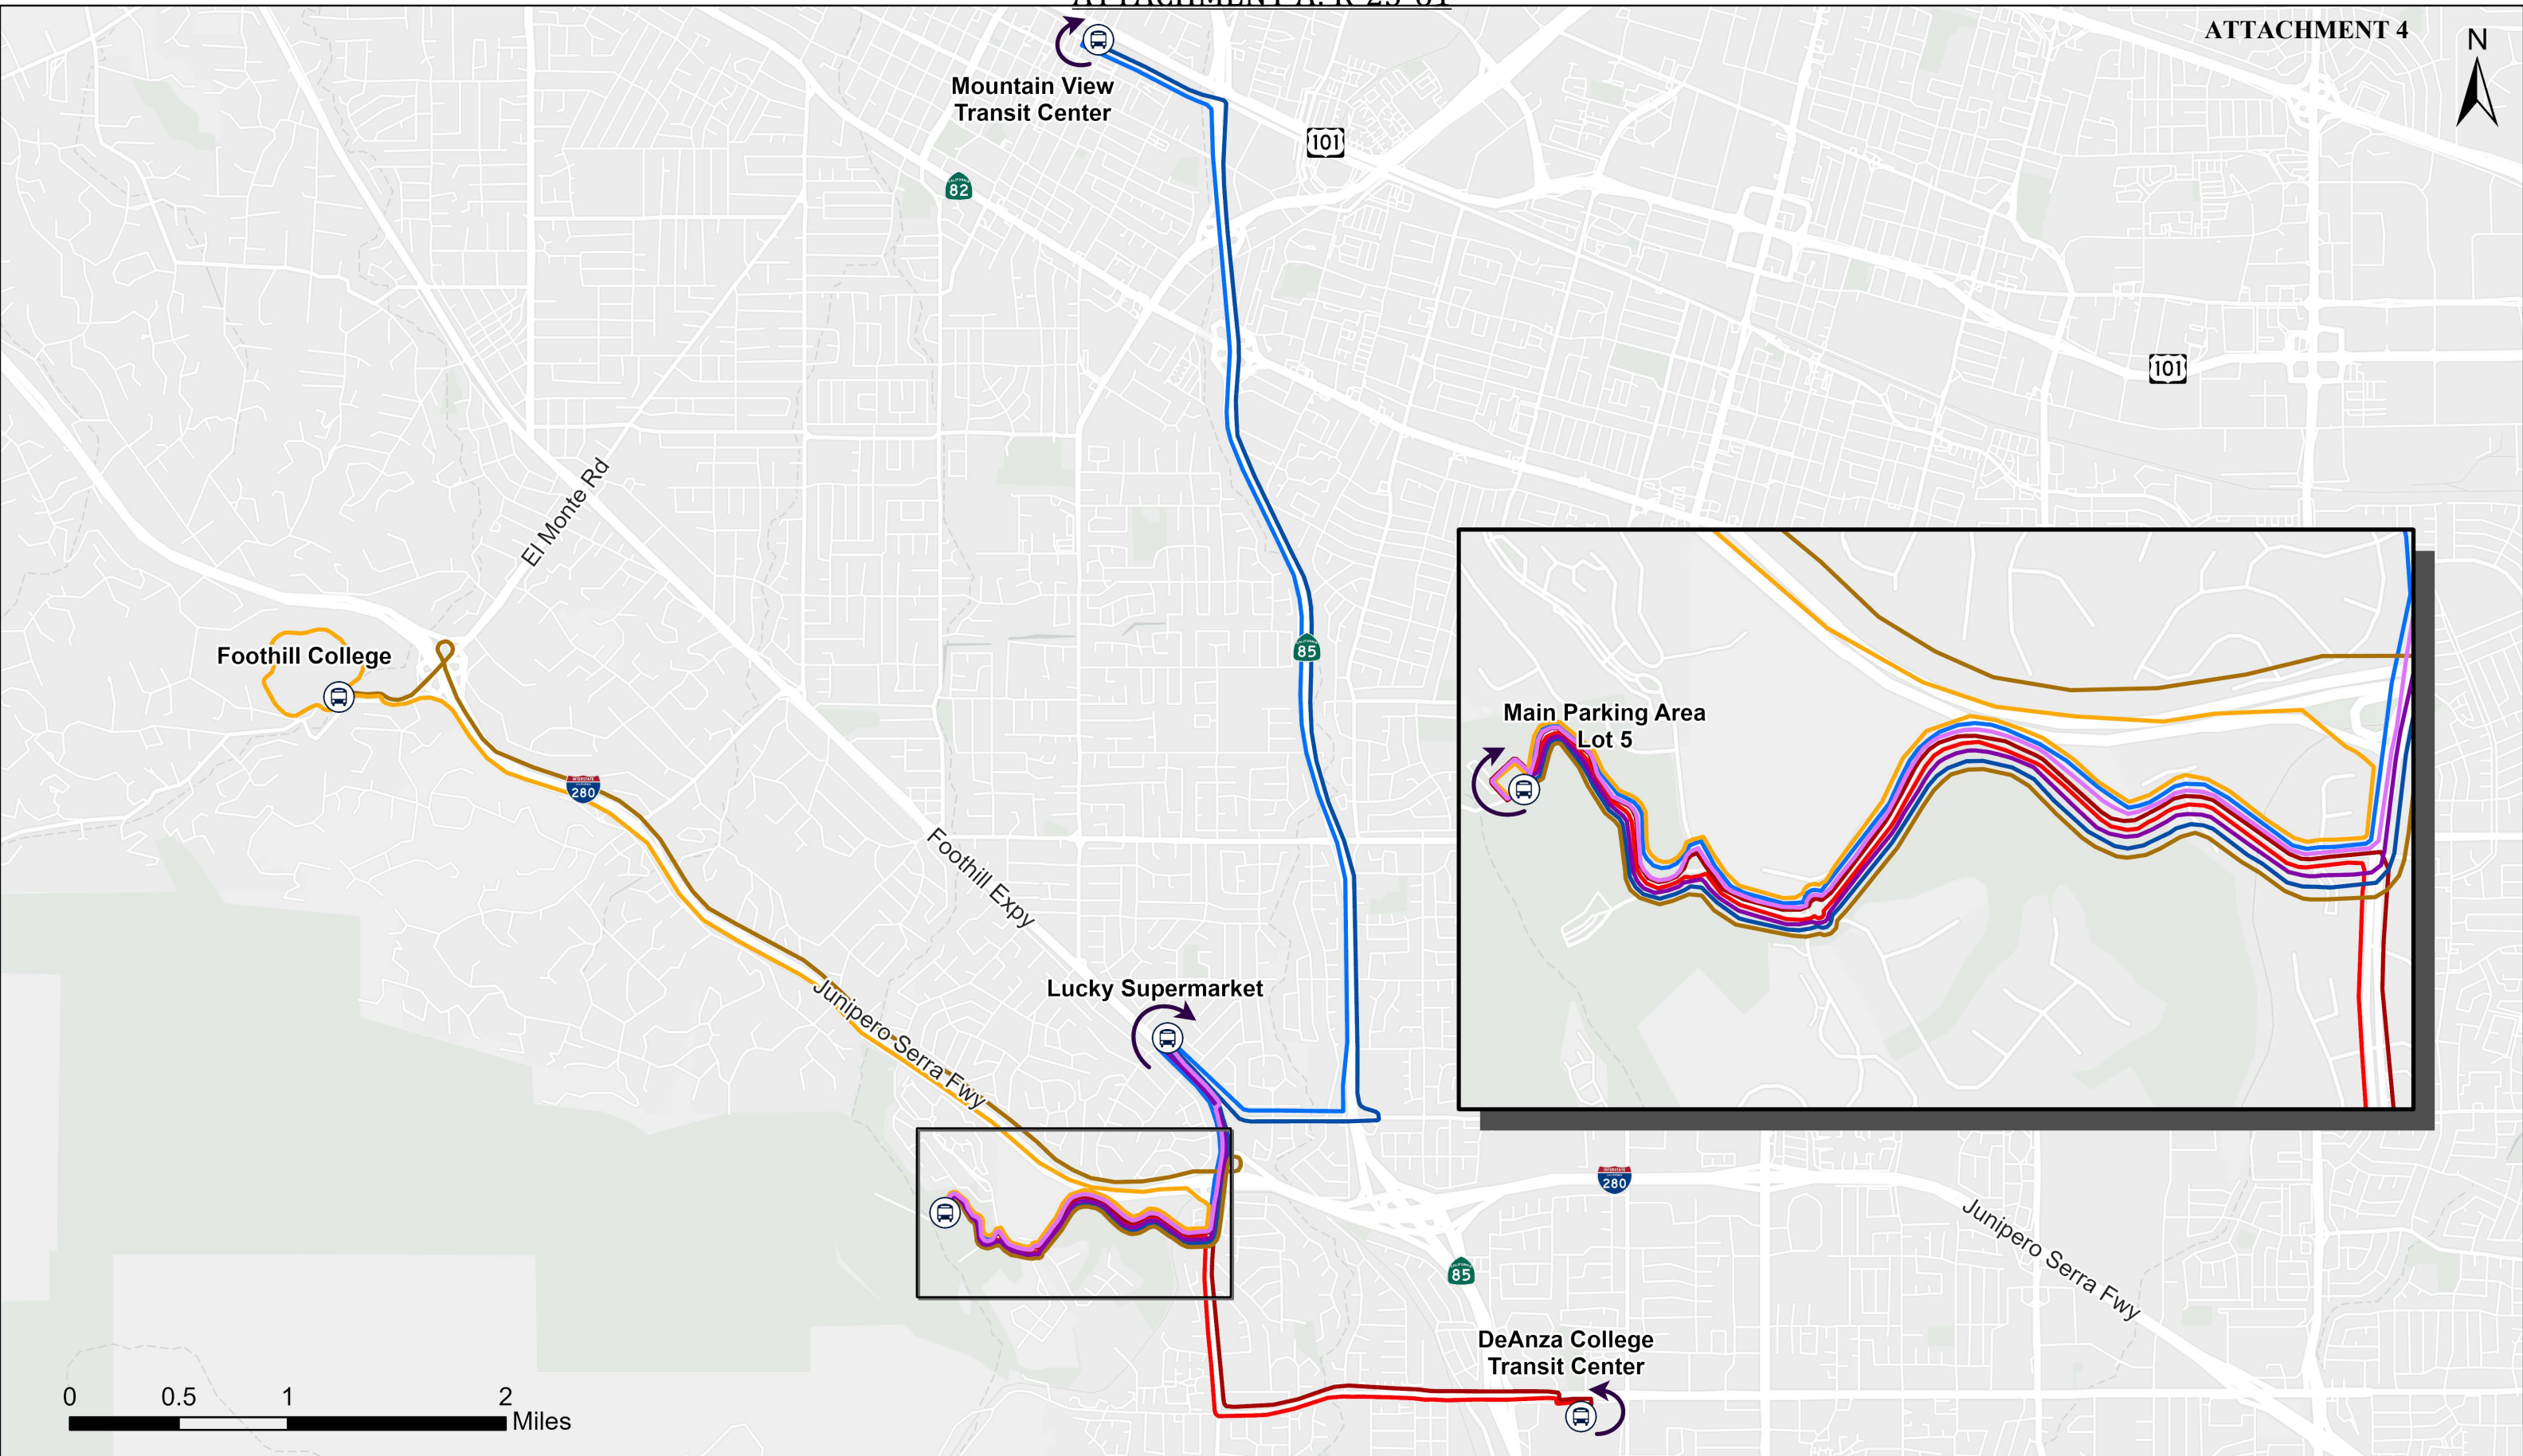 ATTACHMENT 4
N
Mountain View
Transit Center
101
82
101
El Monte Rd
85
Foothill College
Main Parking Area
Lot 5
280
Foothill Expy
Lucky Supermarket
Junipero Serra Fwy
280
Junipero Serra Fwy
85
DeAnza College
Transit Center
0 0.5 1 2
Miles